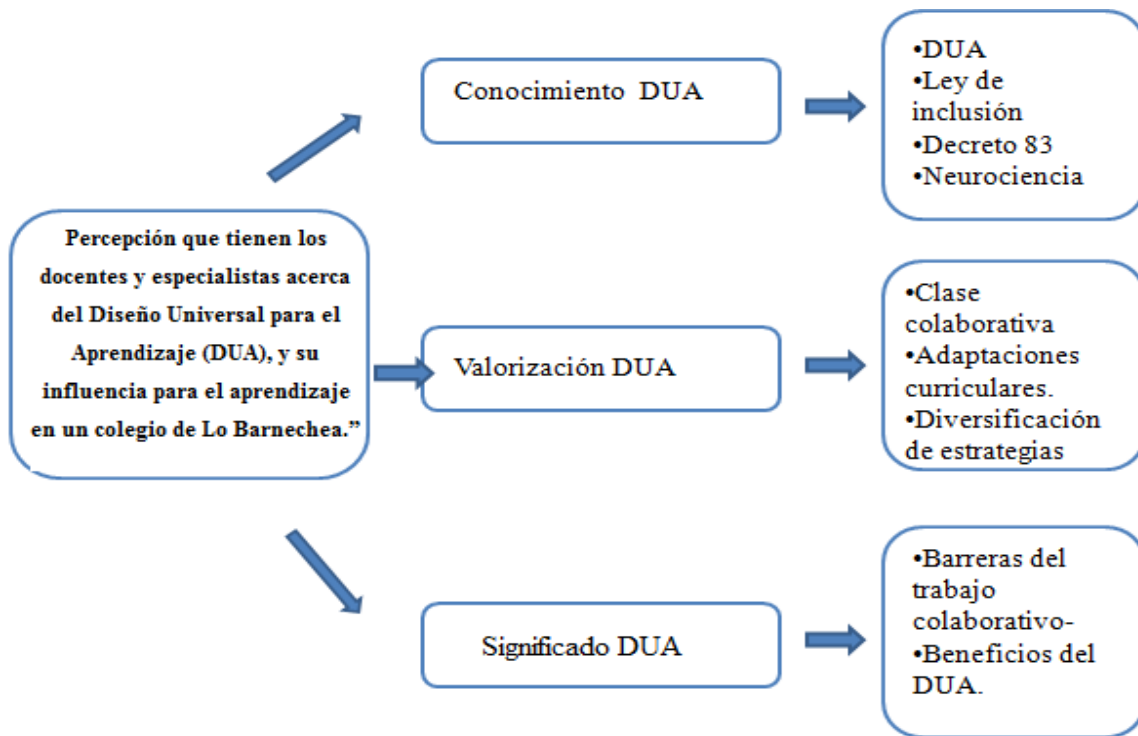 Percepción que tienen los
docentes y especialistas acerca
del Diseño Universal para el
Aprendizaje (DUA), y su
influencia para el aprendizaje
en un colegio de Lo Barnechea.”
Conocimiento DUA
•DUA
•Ley de
inclusión
•Decreto 83
•Neurociencia
Valorización DUA
•Clase
colaborativa
•Adaptaciones
curriculares.
•Diversificación
de estrategias
Significado DUA
•Barreras del
trabajo
colaborativo-
•Beneficios del
DUA.